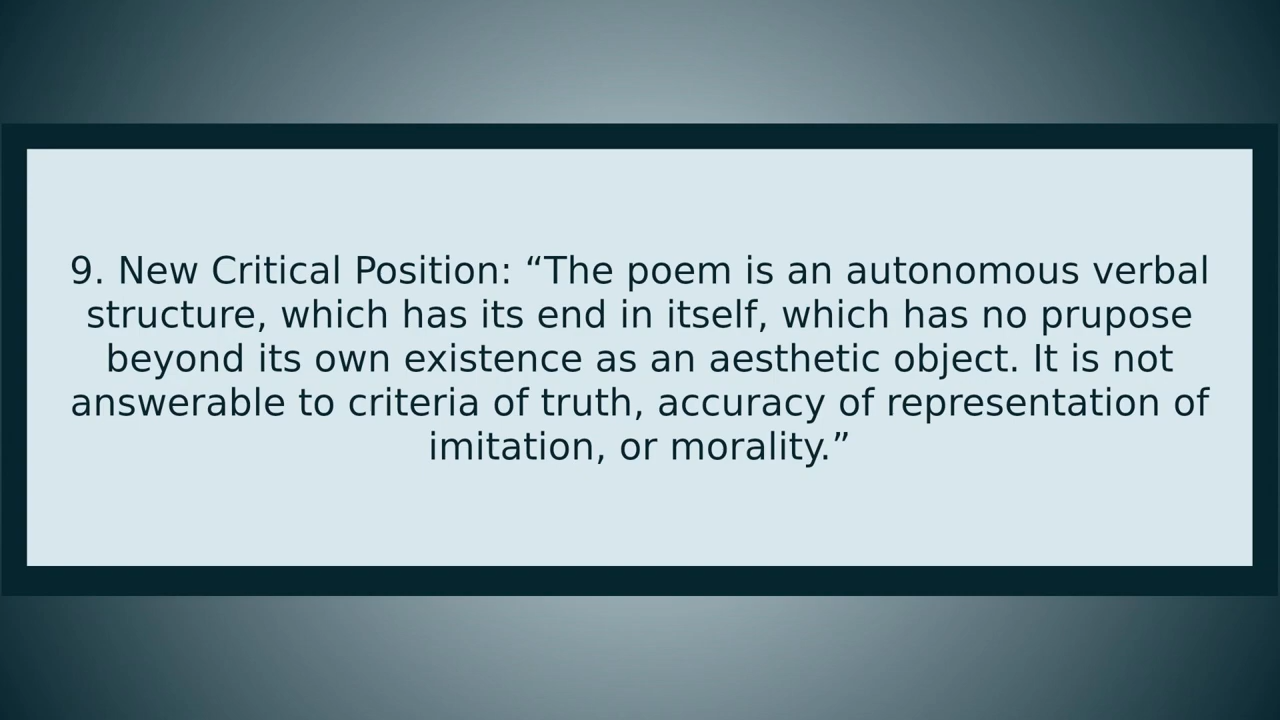 9. New Critical Position: “The poem is an autonomous verbal
structure, which has its end in itself, which has no prupose
beyond its own existence as an aesthetic object. It is not
answerable to criteria of truth, accuracy of representation of
imitation, or morality.”